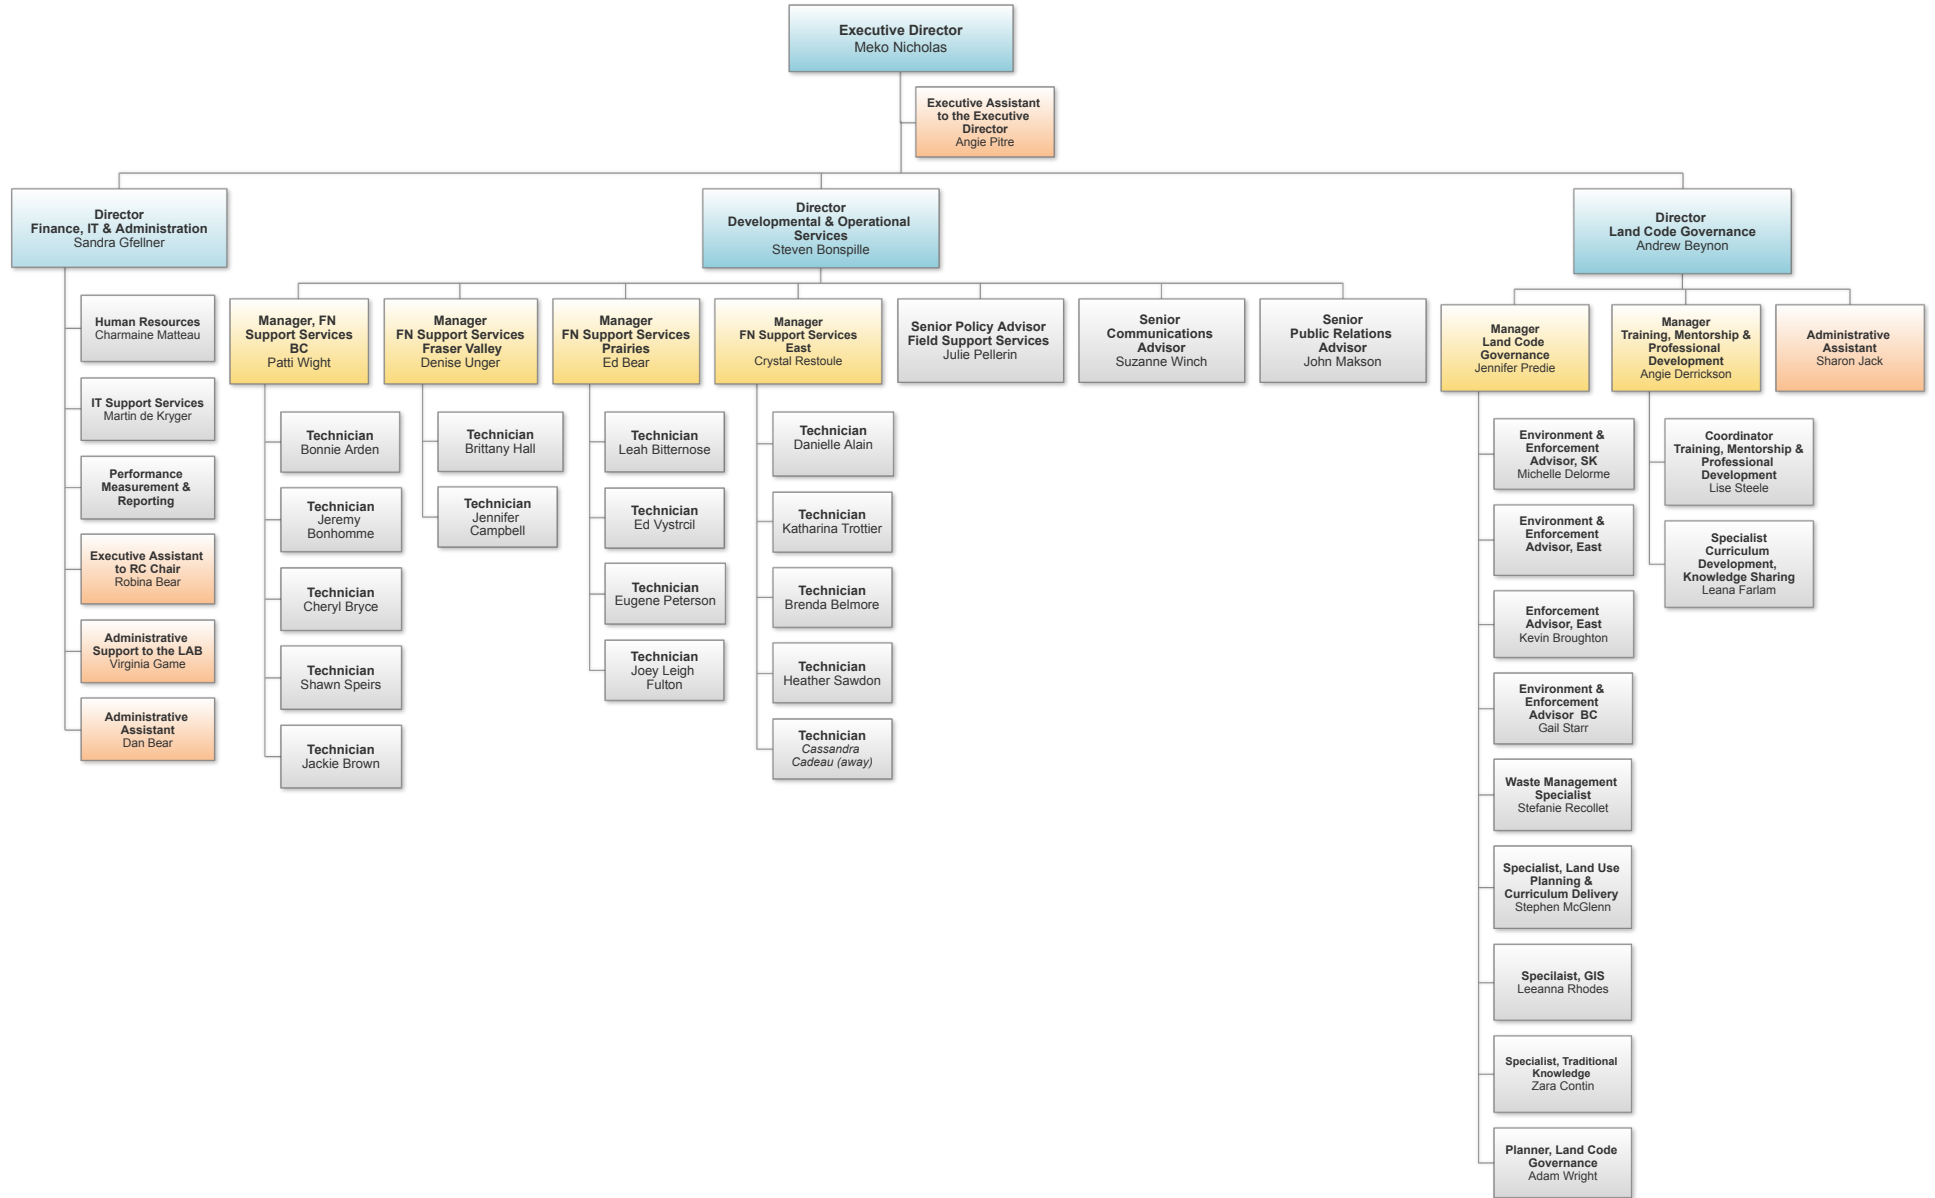 Executive Director
Meko Nicholas
Executive Assistant
to the Executive
Director
Angie Pitre
Director
Finance, IT & Administration
Sandra Gfellner
Director
Developmental & Operational
Services
Steven Bonspille
Director
Land Code Governance
Andrew Beynon
Human Resources
Charmaine Matteau
IT Support Services
Martin de Kryger
Performance
Measurement &
Reporting
Executive Assistant
to RC Chair
Robina Bear
Administrative
Support to the LAB
Virginia Game
Administrative
Assistant
Dan Bear
Manager, FN
Support Services
BC
Patti Wight
Technician
Bonnie Arden
Technician
Jeremy
Bonhomme
Technician
Cheryl Bryce
Technician
Shawn Speirs
Technician
Jackie Brown
Manager
FN Support Services
Fraser Valley
Denise Unger
Technician
Brittany Hall
Technician
Jennifer
Campbell
Manager
FN Support Services
Prairies
Ed Bear
Technician
Leah Bitternose
Technician
Ed Vystrcil
Technician
Eugene Peterson
Technician
Joey Leigh
Fulton
Manager
FN Support Services
East
Crystal Restoule
Technician
Danielle Alain
Technician
Katharina Trottier
Technician
Brenda Belmore
Technician
Heather Sawdon
Technician
Cassandra
Cadeau (away)
Senior Policy Advisor
Field Support Services
Julie Pellerin
Senior
Communications
Advisor
Suzanne Winch
Senior
Public Relations
Advisor
John Makson
Manager
Land Code
Governance
Jennifer Predie
Environment &
Enforcement
Advisor, SK
Michelle Delorme
Environment &
Enforcement
Advisor, East
Enforcement
Advisor, East
Kevin Broughton
Environment &
Enforcement
Advisor  BC
Gail Starr
Waste Management
Specialist
Stefanie Recollet
Specialist, Land Use
Planning &
Curriculum Delivery
Stephen McGlenn
Specilaist, GIS
Leeanna Rhodes
Specialist, Traditional
Knowledge
Zara Contin
Planner, Land Code
Governance
Adam Wright
Manager
Training, Mentorship &
Professional
Development
Angie Derrickson
Coordinator
Training, Mentorship &
Professional
Development
Lise Steele
Specialist
Curriculum
Development,
Knowledge Sharing
Leana Farlam
Administrative
Assistant
Sharon Jack